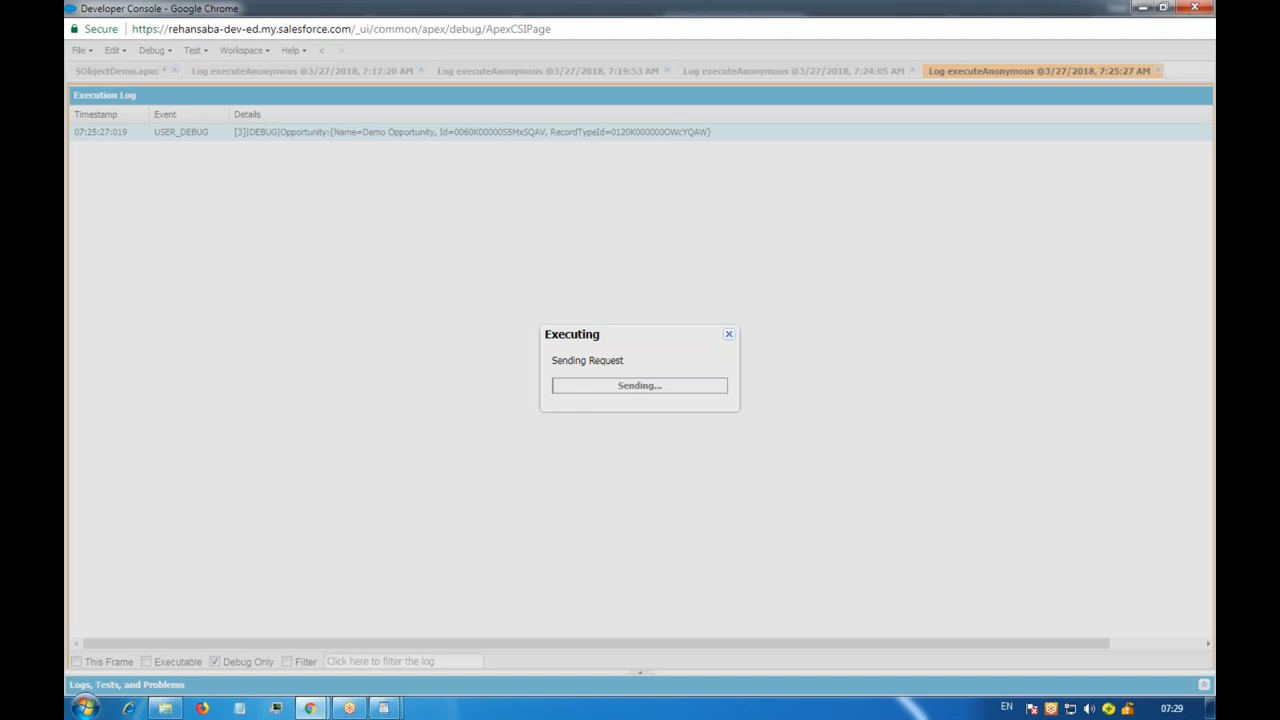 Developer Console - Google Chrome
Secure https://rehansaba-dev-ed.my.salesforce.com/_ui/common/apex/debug/ApexCSIPage
File Edit Debug Test Workspace Help < >
SObjectDemo.apxc * Log executeAnonymous @3/27/2018, 7:17:20 AM Log executeAnonymous @3/27/2018, 7:19:53 AM Log executeAnonymous @3/27/2018, 7:24:05 AM Log executeAnonymous @3/27/2018, 7:25:27 AM
Execution Log
Timestamp Event Details
07:25:27:019 USER_DEBUG [3]|DEBUG|Opportunity:{Name=Demo Opportunity, Id=0060K00000S5MxSQAV, RecordTypeId=0120K000000OWcYQAW}
Executing
Sending Request
Sending...
This Frame Executable Debug Only Filter Click here to filter the log
Logs, Tests, and Problems
EN 07:29